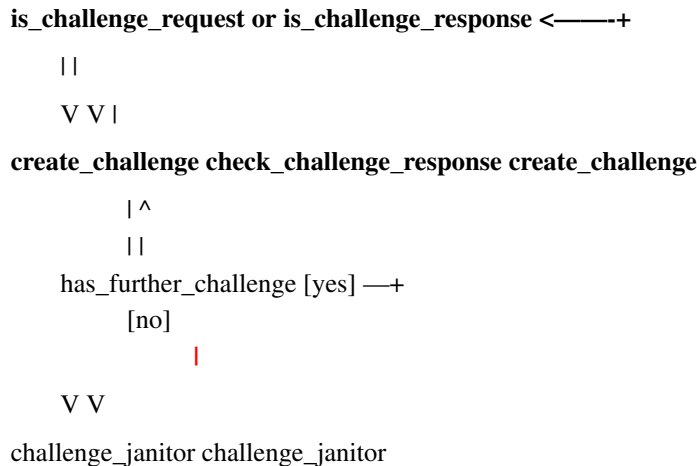 is_challenge_request or is_challenge_response <——-+
| |
V V |
create_challenge check_challenge_response create_challenge
| ^
| |
has_further_challenge [yes] —+
[no]
|
V V
challenge_janitor challenge_janitor